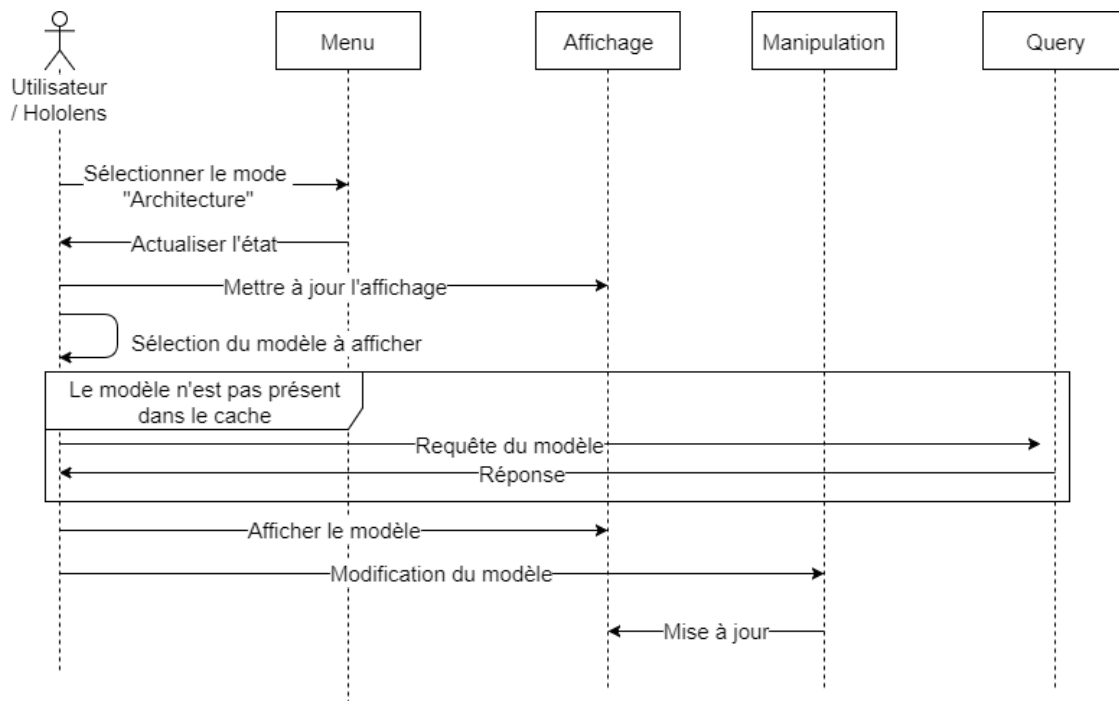 Menu
Affichage
Manipulation
Query
Utilisateur
/ Hololens
Sélectionner le mode
"Architecture"
Actualiser l'état
Mettre à jour l'affichage
Sélection du modèle à afficher
Le modèle n'est pas présent
dans le cache
Requête du modèle
Réponse
Afficher le modèle
Modification du modèle
Mise à jour